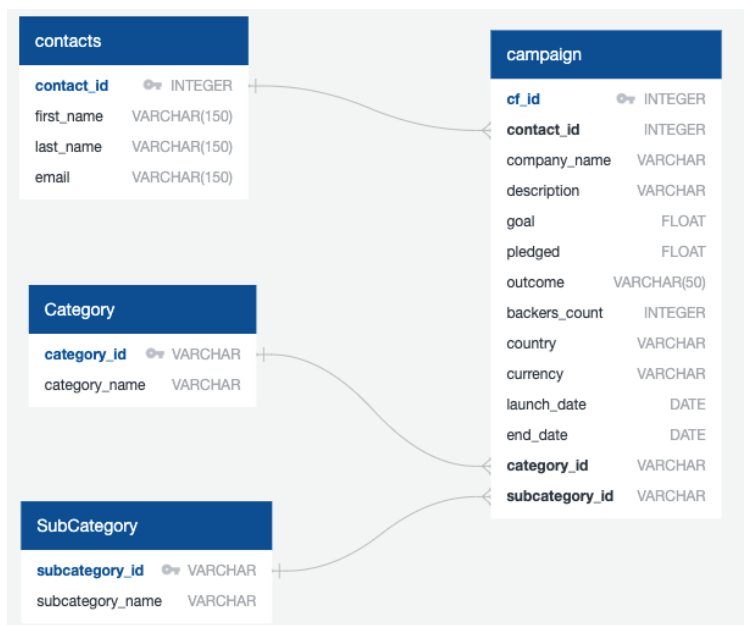 contacts
contact_id INTEGER
first_name VARCHAR(150)
last_name VARCHAR(150)
email VARCHAR(150)
campaign
cf_id INTEGER
contact_id INTEGER
company_name VARCHAR
description VARCHAR
goal FLOAT
pledged FLOAT
outcome VARCHAR(50)
backers_count INTEGER
country VARCHAR
currency VARCHAR
launch_date DATE
end_date DATE
category_id VARCHAR
subcategory_id VARCHAR
Category
category_id VARCHAR
category_name VARCHAR
SubCategory
subcategory_id VARCHAR
subcategory_name VARCHAR